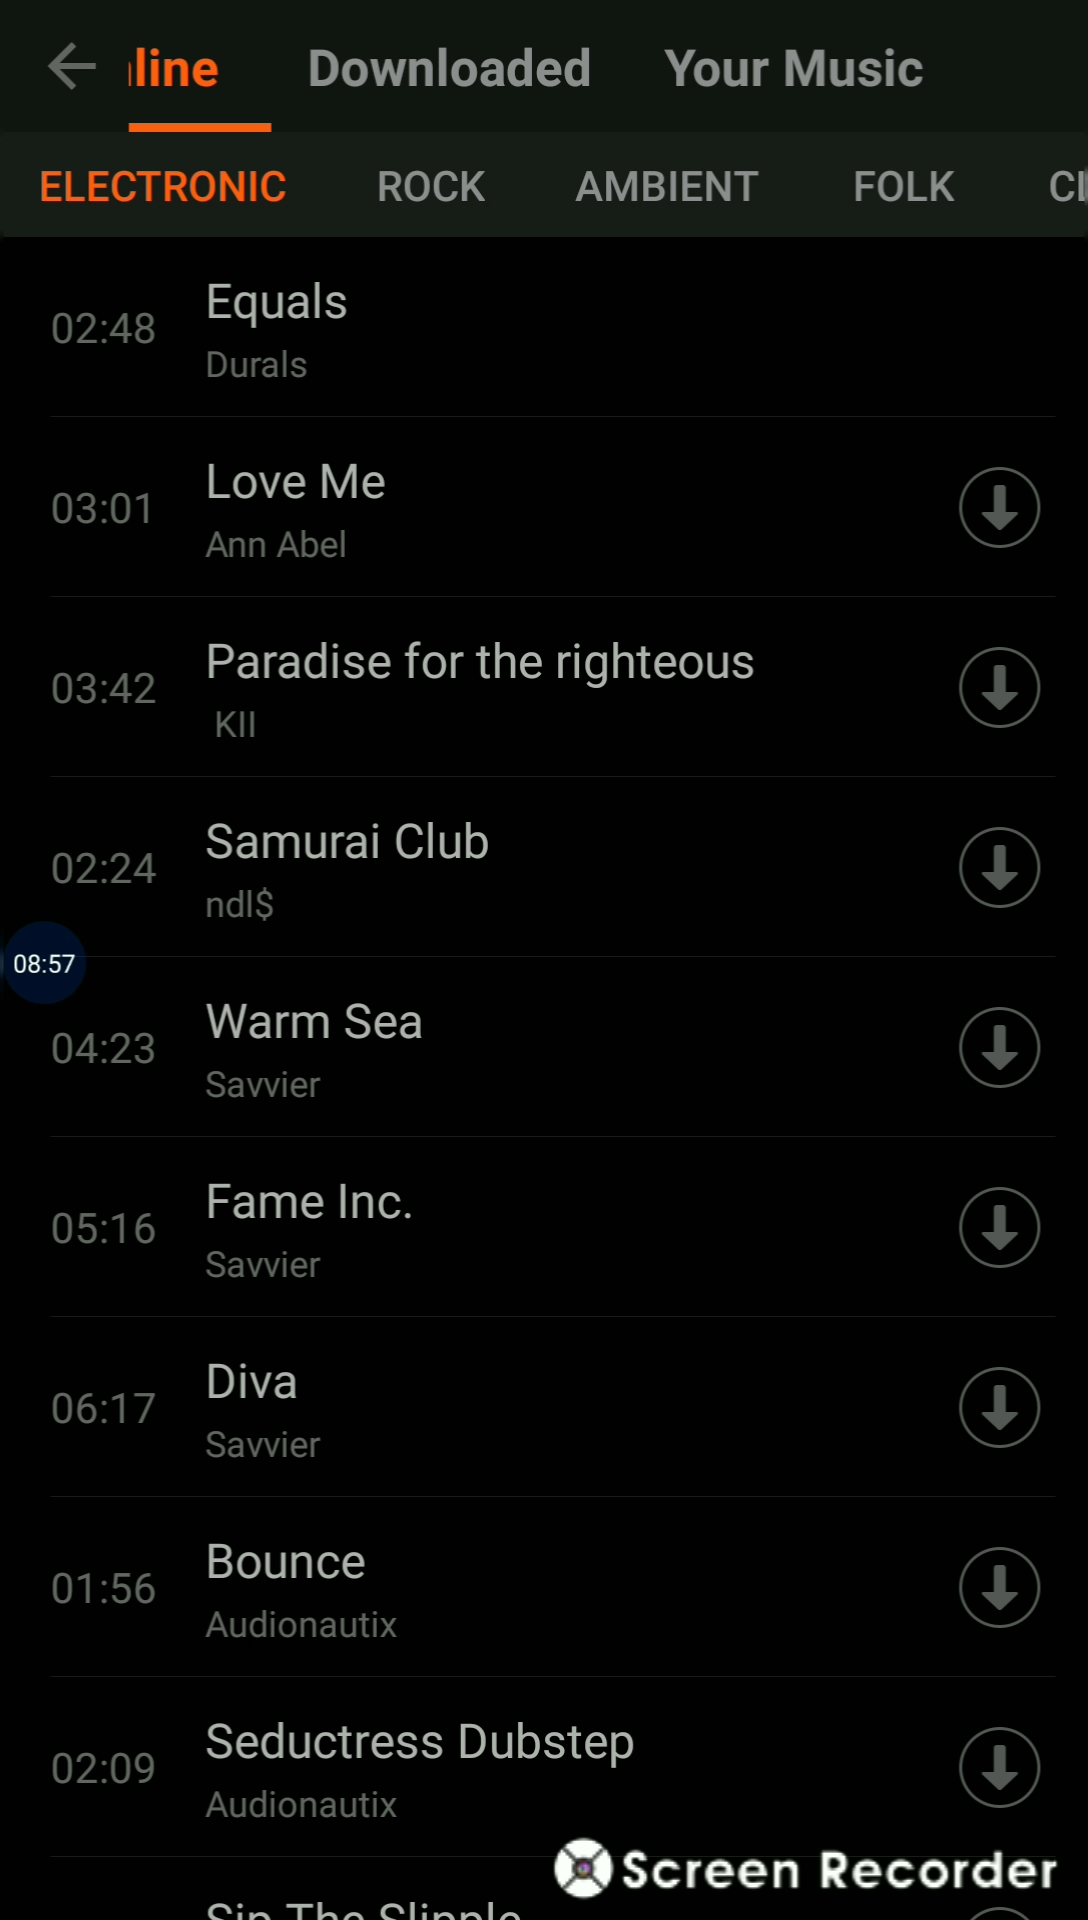 line Downloaded Your Music
ELECTRONIC ROCK AMBIENT FOLK
Equals
02:48
Durals
Love Me
03:01
Ann Abel
Paradise for the righteous
03:42
KII
Samurai Club
02:24
ndl$
08:57
Warm Sea
04:23
Savvier
Fame Inc.
05:16
Savvier
Diva
06:17
Savvier
Bounce
01:56
Audionautix
Seductress Dubstep
02:09
Audionautix
Screen Recorder